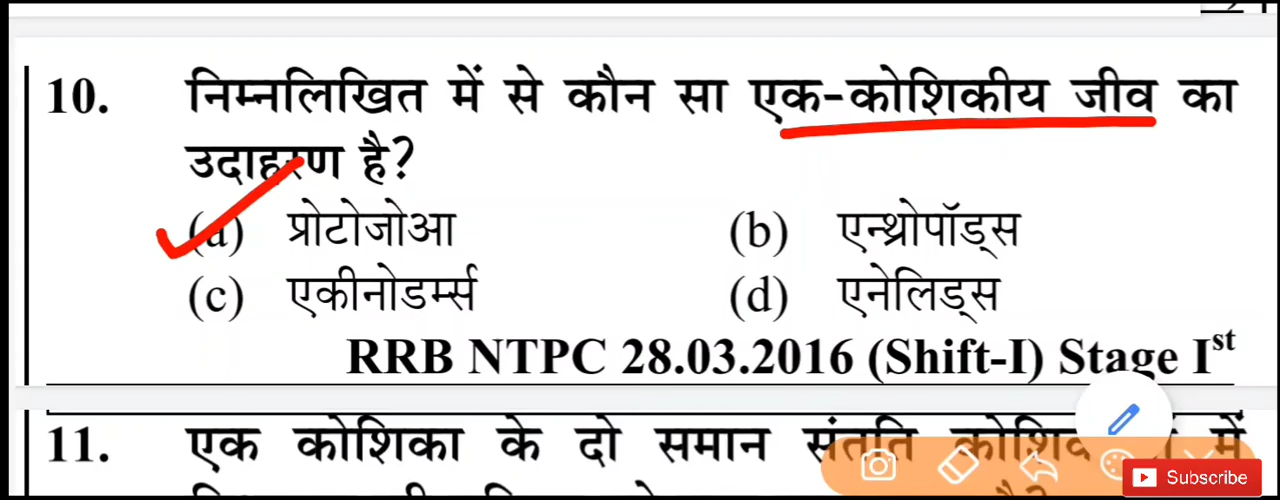 10. निम्नलिखित में से कौन सा एक-कोशिकीय जीव का
उदाहरण है?
(a) प्रोटोजोआ (b) एन्थ्रोपॉड्स
(c) एकीनोडर्म्स (d) एनेलिड्स
RRB NTPC 28.03.2016 (Shift-I) Stage Ist
11. एक कोशिका के दो समान संतति में
Subscribe